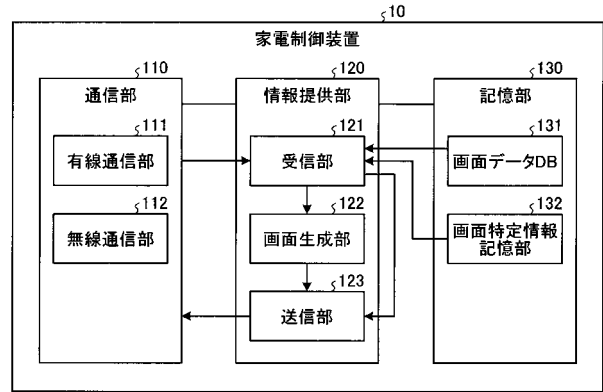 10
家電制御装置
110
通信部
111
有線通信部
112
無線通信部
120
情報提供部
121
受信部
122
画面生成部
123
送信部
130
記憶部
131
画面データDB
132
画面特定情報
記憶部